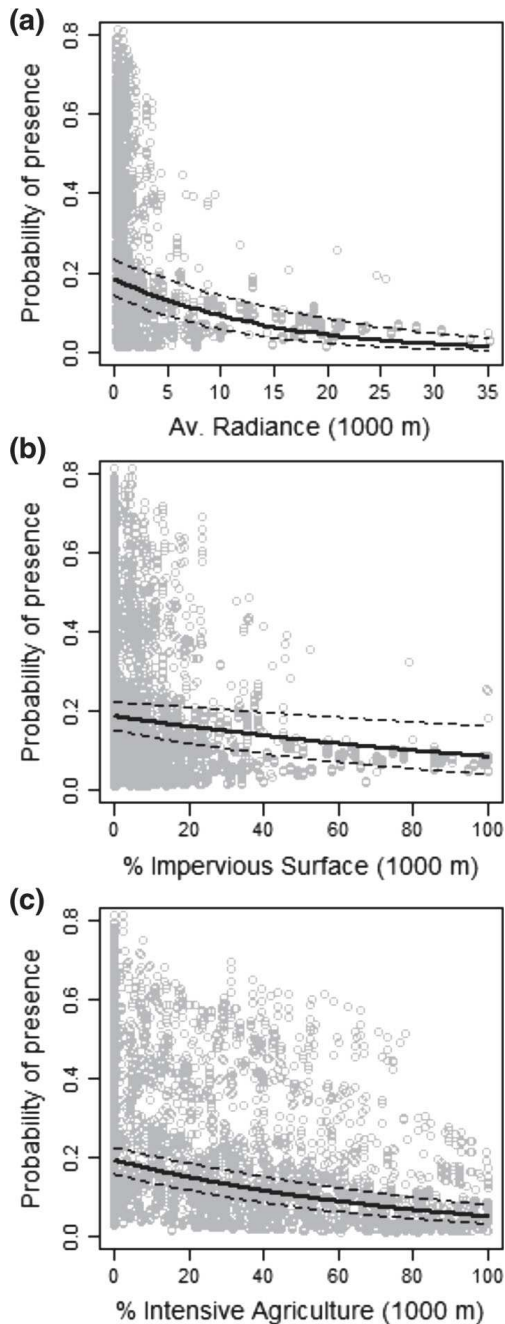 (a)
Probability of presence
0.8
0.6
0.4
0.2
0.0
0 5 10 15 20 25 30 35
Av. Radiance (1000 m)
(b)
Probability of presence
0.8
0.6
0.4
0.2
0.0
0 20 40 60 80 100
% Impervious Surface (1000 m)
(c)
Probability of presence
0.8
0.6
0.4
0.2
0.0
0 20 40 60 80 100
% Intensive Agriculture (1000 m)